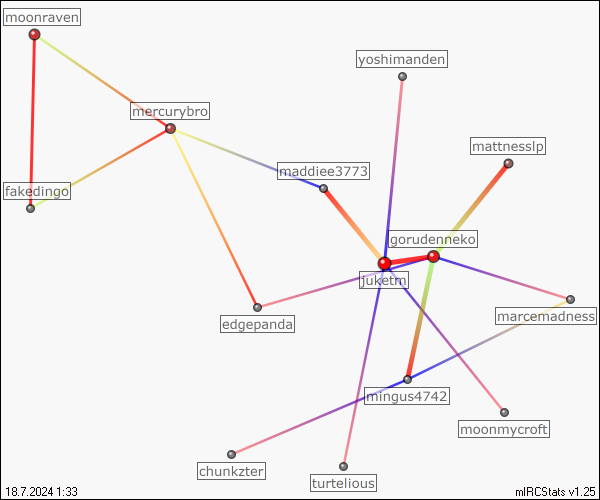 moonraven
yoshimanden
mercurybro
mattnesslp
maddiee3773
fakedingo
gorudenneko
juketm
marcemadness
edgepanda
mingus4742
moonmycroft
chunkzter
turtelious
18.7.2024 1:33
mIRCStats v1.25